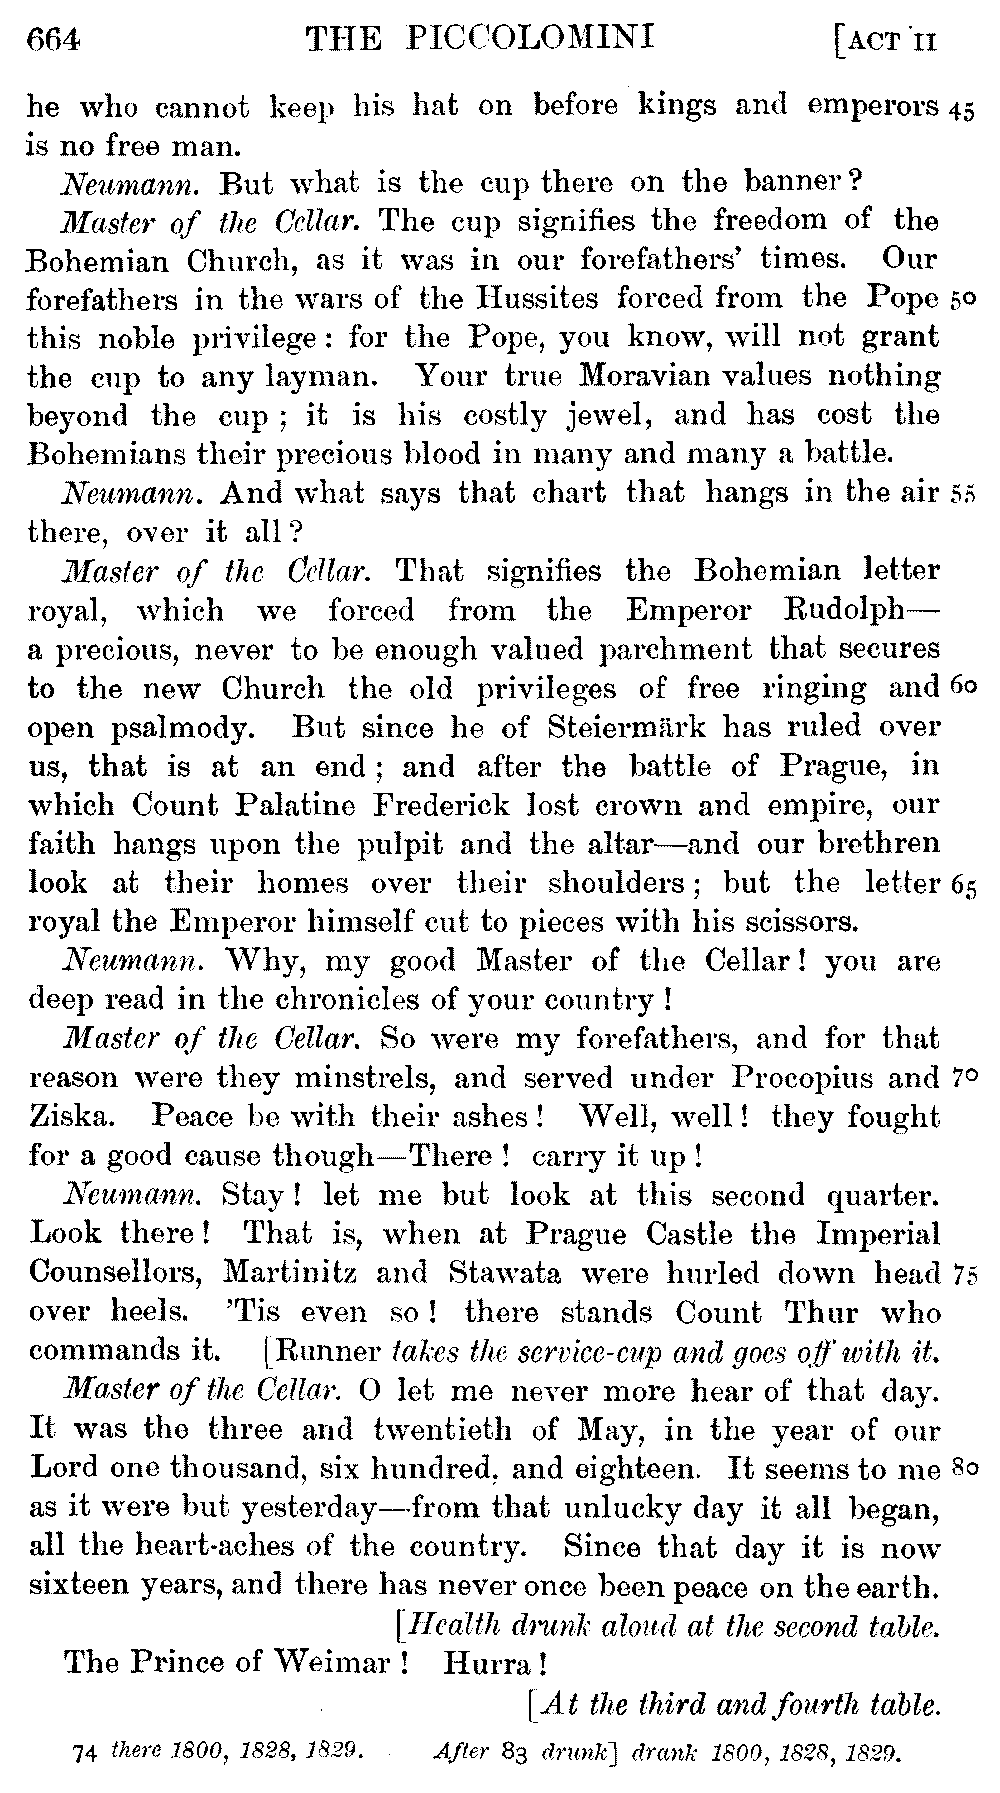 664 THE PICCOLOMINI [ACT II
he who cannot keep his hat on before kings and emperors 45
is no free man.
Neumann. But what is the cup there on the banner?
Master of the Cellar. The cup signifies the freedom of the
Bohemian Church, as it was in our forefathers' times. Our
forefathers in the wars of the Hussites forced from the Pope 50
this noble privilege: for the Pope, you know, will not grant
the cup to any layman. Your true Moravian values nothing
beyond the cup; it is his costly jewel, and has cost the
Bohemians their precious blood in many and many a battle.
Neumann. And what says that chart that hangs in the air 55
there, over it all?
Master of the Cellar. That signifies the Bohemian letter
royal, which we forced from the Emperor Rudolph—
a precious, never to be enough valued parchment that secures
to the new Church the old privileges of free ringing and 60
open psalmody. But since he of Steiermärk has ruled over
us, that is at an end; and after the battle of Prague, in
which Count Palatine Frederick lost crown and empire, our
faith hangs upon the pulpit and the altar—and our brethren
look at their homes over their shoulders; but the letter 65
royal the Emperor himself cut to pieces with his scissors.
Neumann. Why, my good Master of the Cellar! you are
deep read in the chronicles of your country!
Master of the Cellar. So were my forefathers, and for that
reason were they minstrels, and served under Procopius and 70
Ziska. Peace be with their ashes! Well, well! they fought
for a good cause though—There! carry it up!
Neumann. Stay! let me but look at this second quarter.
Look there! That is, when at Prague Castle the Imperial
Counsellors, Martinitz and Stawata were hurled down head 75
over heels. 'Tis even so! there stands Count Thur who
commands it. [Runner takes the service-cup and goes off with it.
Master of the Cellar. O let me never more hear of that day.
It was the three and twentieth of May, in the year of our
Lord one thousand, six hundred, and eighteen. It seems to me 80
as it were but yesterday—from that unlucky day it all began,
all the heart-aches of the country. Since that day it is now
sixteen years, and there has never once been peace on the earth.
[Health drunk aloud at the second table.
The Prince of Weimar! Hurra!
[At the third and fourth table.
74 there 1800, 1828, 1829. After 83 drunk] drank 1800, 1828, 1829.